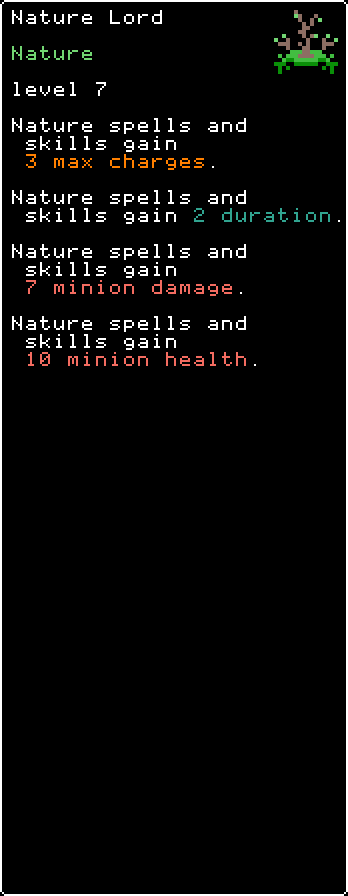 Nature Lord
Nature
level 7
Nature spells and
skills gain
3 max charges.
Nature spells and
skills gain 2 duration.
Nature spells and
skills gain
7 minion damage.
Nature spells and
skills gain
10 minion health.